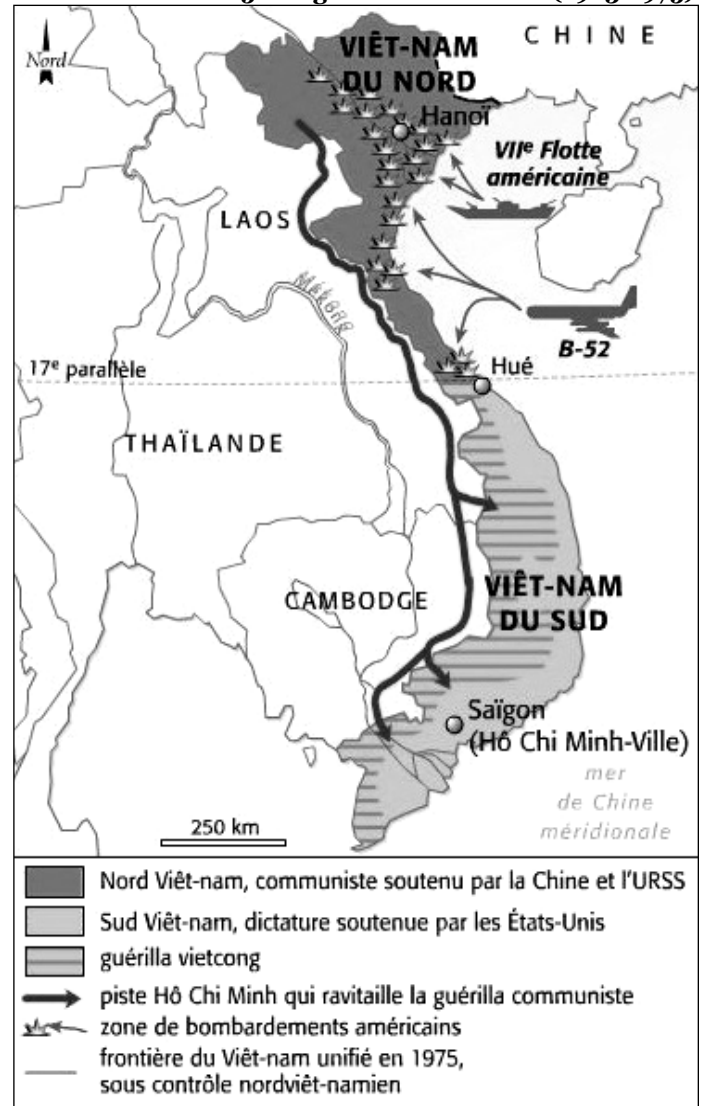 Nord
VIÊT-NAM
DU NORD
CHINE
Hanoï
VIIe Flotte
américaine
LAOS
Mékong
B-52
17e parallèle
Hué
THAÏLANDE
CAMBODGE
VIÊT-NAM
DU SUD
Saïgon
(Hô Chi Minh-Ville)
mer
de Chine
méridionale
250 km
Nord Viêt-nam, communiste soutenu par la Chine et l'URSS
Sud Viêt-nam, dictature soutenue par les États-Unis
guérilla vietcong
piste Hô Chi Minh qui ravitaille la guérilla communiste
zone de bombardements américains
frontière du Viêt-nam unifié en 1975,
sous contrôle nordviêt-namien